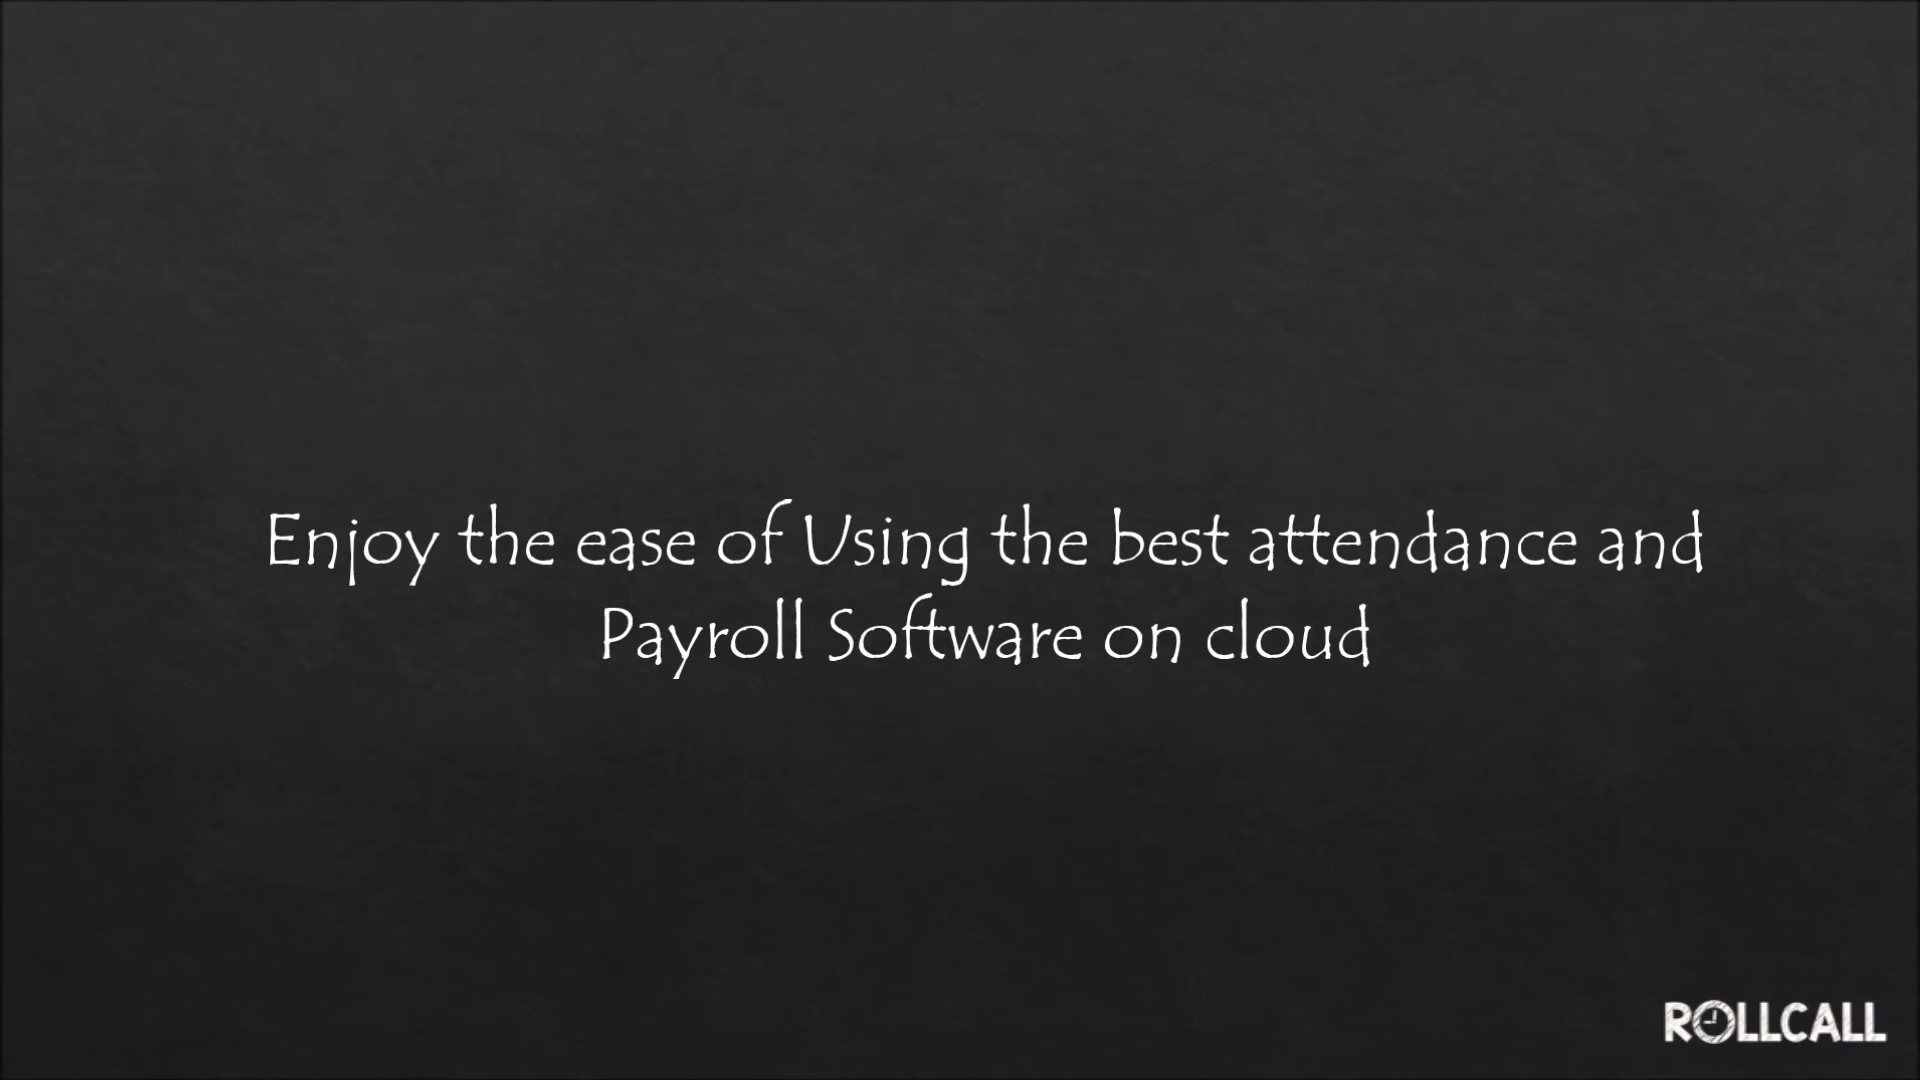 Enjoy the ease of Using the best attendance and
Payroll Software on cloud
ROLLCALL